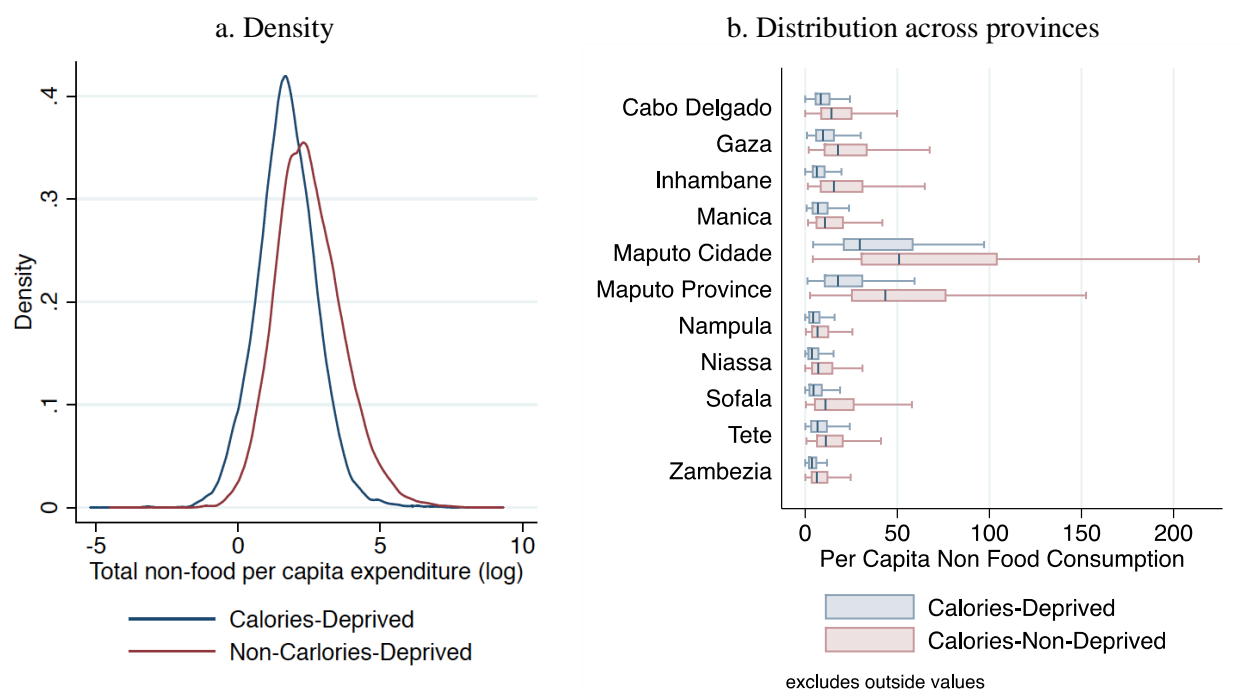 a. Density
Density
0
.1
.2
.3
.4
-5
0
5
10
Total non-food per capita expenditure (log)
Calories-Deprived
Non-Carlories-Deprived
b. Distribution across provinces
Cabo Delgado
Gaza
Inhambane
Manica
Maputo Cidade
Maputo Province
Nampula
Niassa
Sofala
Tete
Zambezia
0
50
100
150
200
Per Capita Non Food Consumption
Calories-Deprived
Calories-Non-Deprived
excludes outside values